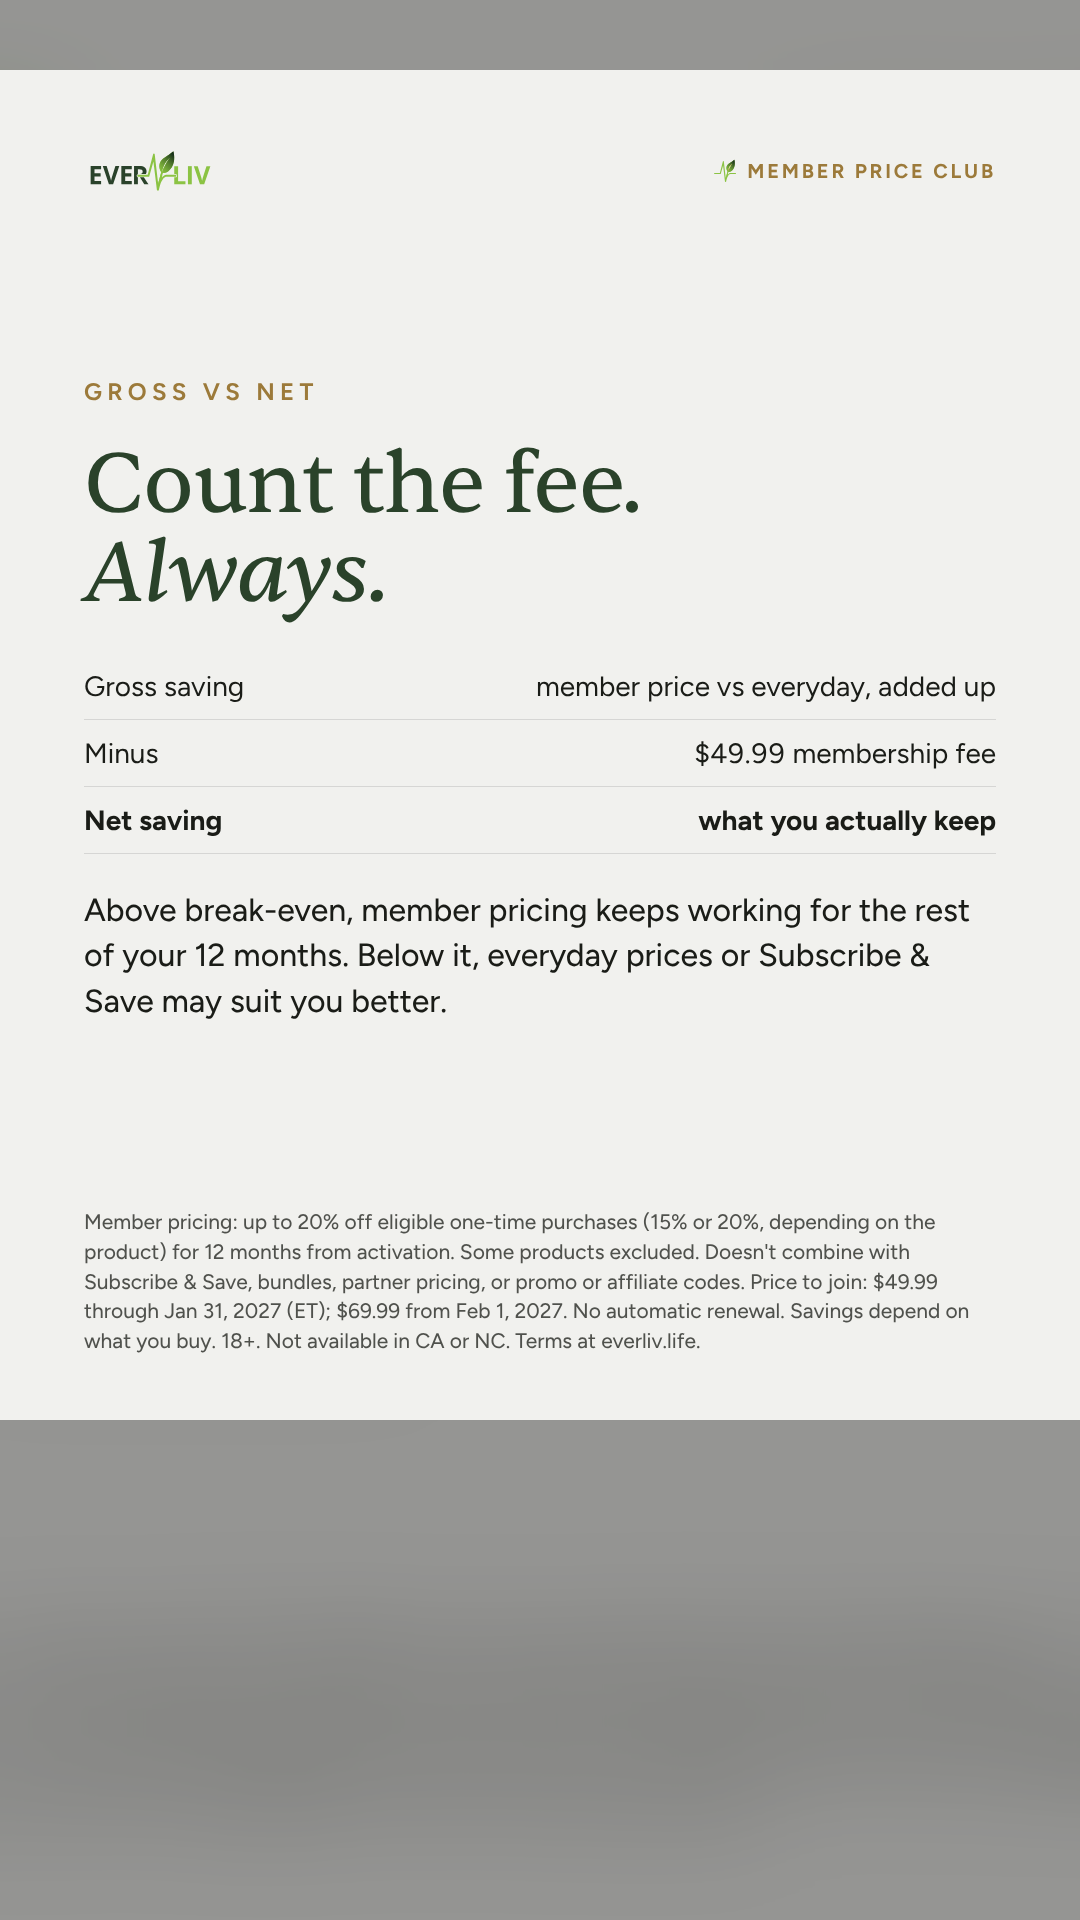 EVERLIV
MEMBER PRICE CLUB
GROSS VS NET
Count the fee.
Always.
Gross saving member price vs everyday, added up
Minus $49.99 membership fee
Net saving what you actually keep
Above break-even, member pricing keeps working for the rest
of your 12 months. Below it, everyday prices or Subscribe &
Save may suit you better.
Member pricing: up to 20% off eligible one-time purchases (15% or 20%, depending on the
product) for 12 months from activation. Some products excluded. Doesn't combine with
Subscribe & Save, bundles, partner pricing, or promo or affiliate codes. Price to join: $49.99
through Jan 31, 2027 (ET); $69.99 from Feb 1, 2027. No automatic renewal. Savings depend on
what you buy. 18+. Not available in CA or NC. Terms at everliv.life.